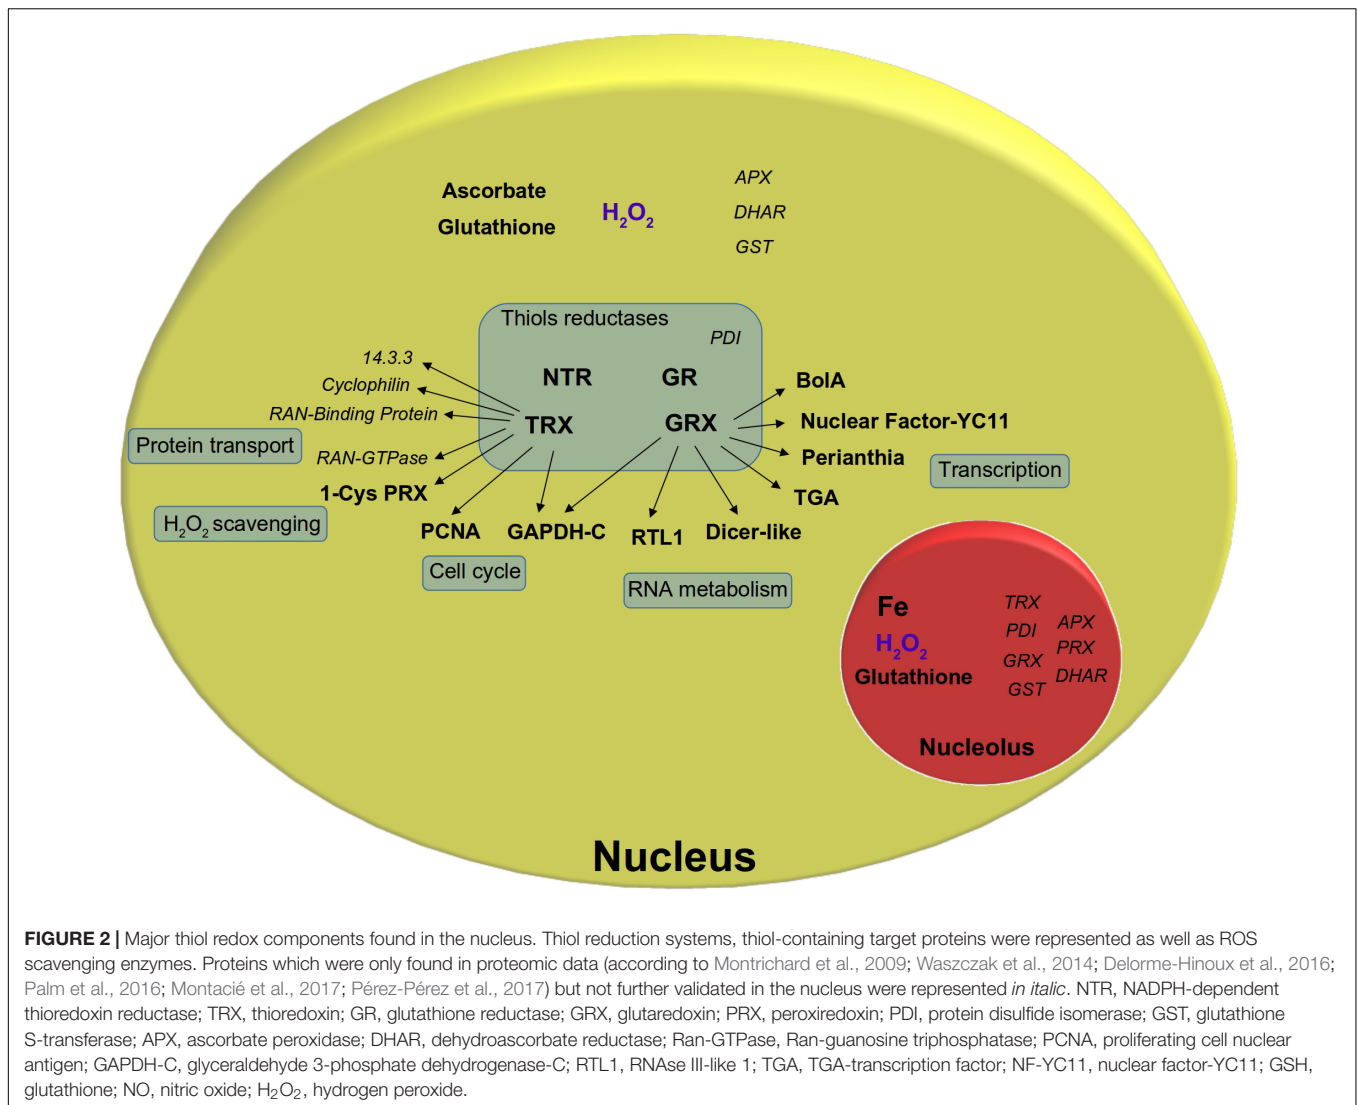 Ascorbate
Glutathione
H₂O₂
APX
DHAR
GST
Thiols reductases
PDI
NTR
GR
TRX
GRX
14.3.3
Cyclophilin
RAN-Binding Protein
Protein transport
RAN-GTPase
1-Cys PRX
H₂O₂ scavenging
PCNA
GAPDH-C
Cell cycle
RTL1
Dicer-like
RNA metabolism
BolA
Nuclear Factor-YC11
Perianthia
TGA
Transcription
Fe
H₂O₂
Glutathione
TRX
PDI
GRX
GST
APX
PRX
DHAR
Nucleolus
Nucleus
FIGURE 2 | Major thiol redox components found in the nucleus. Thiol reduction systems, thiol-containing target proteins were represented as well as ROS
scavenging enzymes. Proteins which were only found in proteomic data (according to Montrichard et al., 2009; Waszczak et al., 2014; Delorme-Hinoux et al., 2016;
Palm et al., 2016; Montacié et al., 2017; Pérez-Pérez et al., 2017) but not further validated in the nucleus were represented in italic. NTR, NADPH-dependent
thioredoxin reductase; TRX, thioredoxin; GR, glutathione reductase; GRX, glutaredoxin; PRX, peroxiredoxin; PDI, protein disulfide isomerase; GST, glutathione
S-transferase; APX, ascorbate peroxidase; DHAR, dehydroascorbate reductase; Ran-GTPase, Ran-guanosine triphosphatase; PCNA, proliferating cell nuclear
antigen; GAPDH-C, glyceraldehyde 3-phosphate dehydrogenase-C; RTL1, RNAse III-like 1; TGA, TGA-transcription factor; NF-YC11, nuclear factor-YC11; GSH,
glutathione; NO, nitric oxide; H₂O₂, hydrogen peroxide.